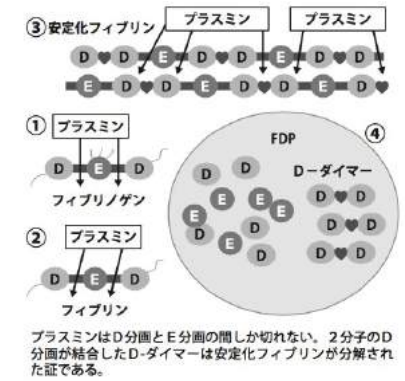 ③安定化フィブリン
プラスミン
プラスミン
D♥D E D♥D E D♥D
E D♥D E D♥D E D♥
①
プラスミン
D E D
フィブリノゲン
②
プラスミン
D E D
フィブリン
④
FDP
D-ダイマー
D D
E E
E E
D D
E D
D♥D
D♥D
D♥D
プラスミンはD分画とE分画の間しか切れない。2分子のD
分画が結合したD-ダイマーは安定化フィブリンが分解され
た証である。